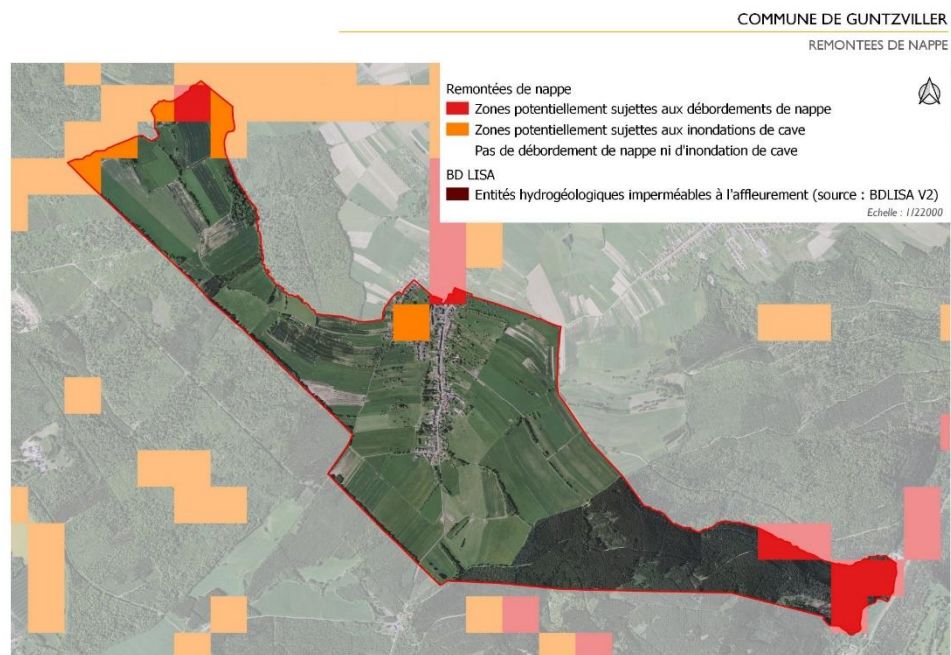 COMMUNE DE GUNTZVILLER
REMONTEES DE NAPPE
Remontées de nappe
Zones potentiellement sujettes aux débordements de nappe
Zones potentiellement sujettes aux inondations de cave
Pas de débordement de nappe ni d'inondation de cave
BD LISA
Entités hydrogéologiques imperméables à l'affleurement (source : BDLISA V2)
Echelle : 1/22000